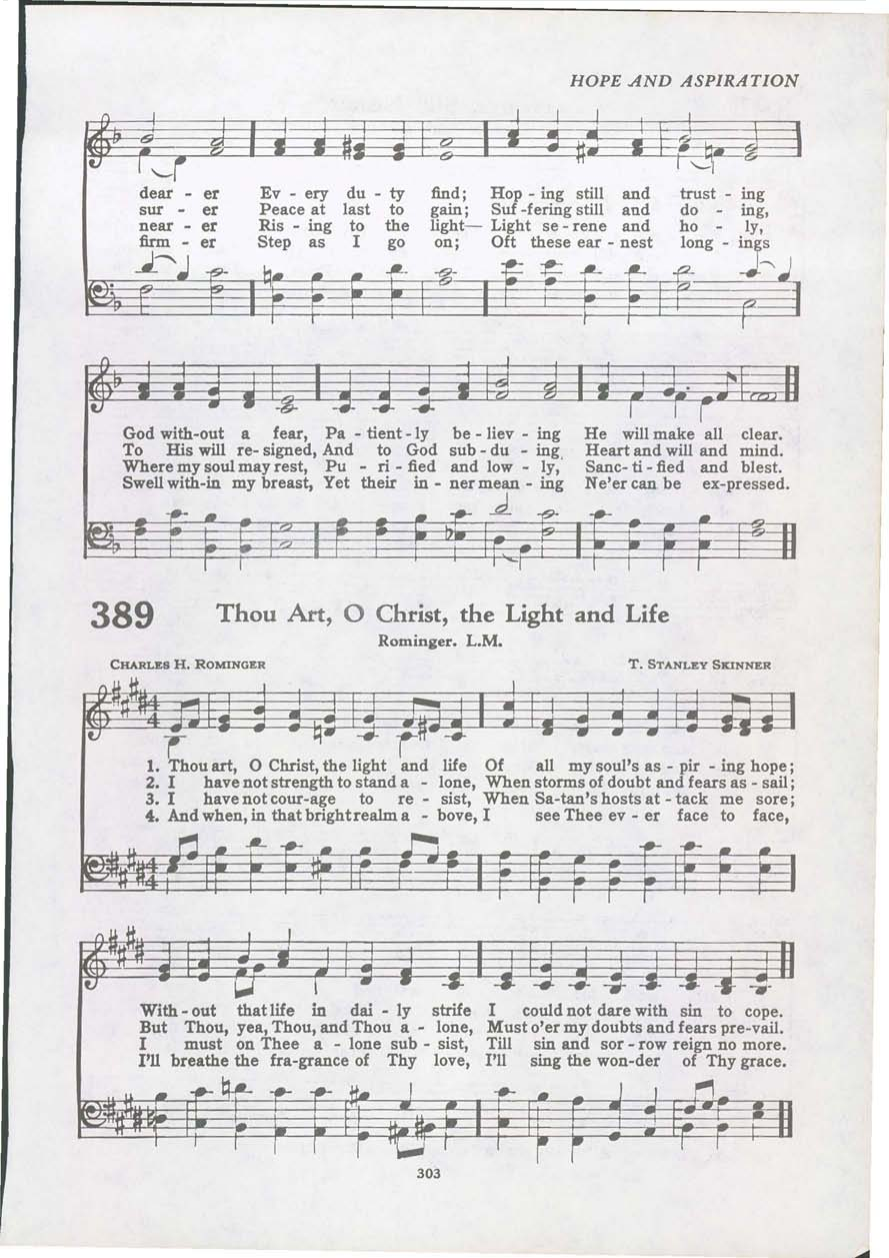 HOPE AND ASPIRATION
dear - er Ev - ery du - ty find; Hop - ing still and trust - ing
sur - er Peace at last to gain; Suf - fering still and do - ing,
near - er Ris - ing to the light— Light se - rene and ho - ly,
firm - er Step as I go on; Oft these ear - nest long - ings
God with-out a fear, Pa - tient - ly be - liev - ing He will make all clear.
To His will re - signed, And to God sub - du - ing, Heart and will and mind.
Where my soul may rest, Pu - ri - fied and low - ly, Sanc - ti - fied and blest.
Swell with-in my breast, Yet their in - ner mean - ing Ne'er can be ex-pressed.
389 Thou Art, O Christ, the Light and Life
Rominger. L.M.
CHARLES H. ROMINGER T. STANLEY SKINNER
4
4
1. Thou art, O Christ, the light and life Of all my soul's as - pir - ing hope;
2. I have not strength to stand a - lone, When storms of doubt and fears as - sail;
3. I have not cour-age to re - sist, When Sa-tan's hosts at - tack me sore;
4. And when, in that bright realm a - bove, I see Thee ev - er face to face,
4
4
With - out that life in dai - ly strife I could not dare with sin to cope.
But Thou, yea, Thou, and Thou a - lone, Must o'er my doubts and fears pre-vail.
I must on Thee a - lone sub - sist, Till sin and sor - row reign no more.
I'll breathe the fra-grance of Thy love, I'll sing the won-der of Thy grace.
303